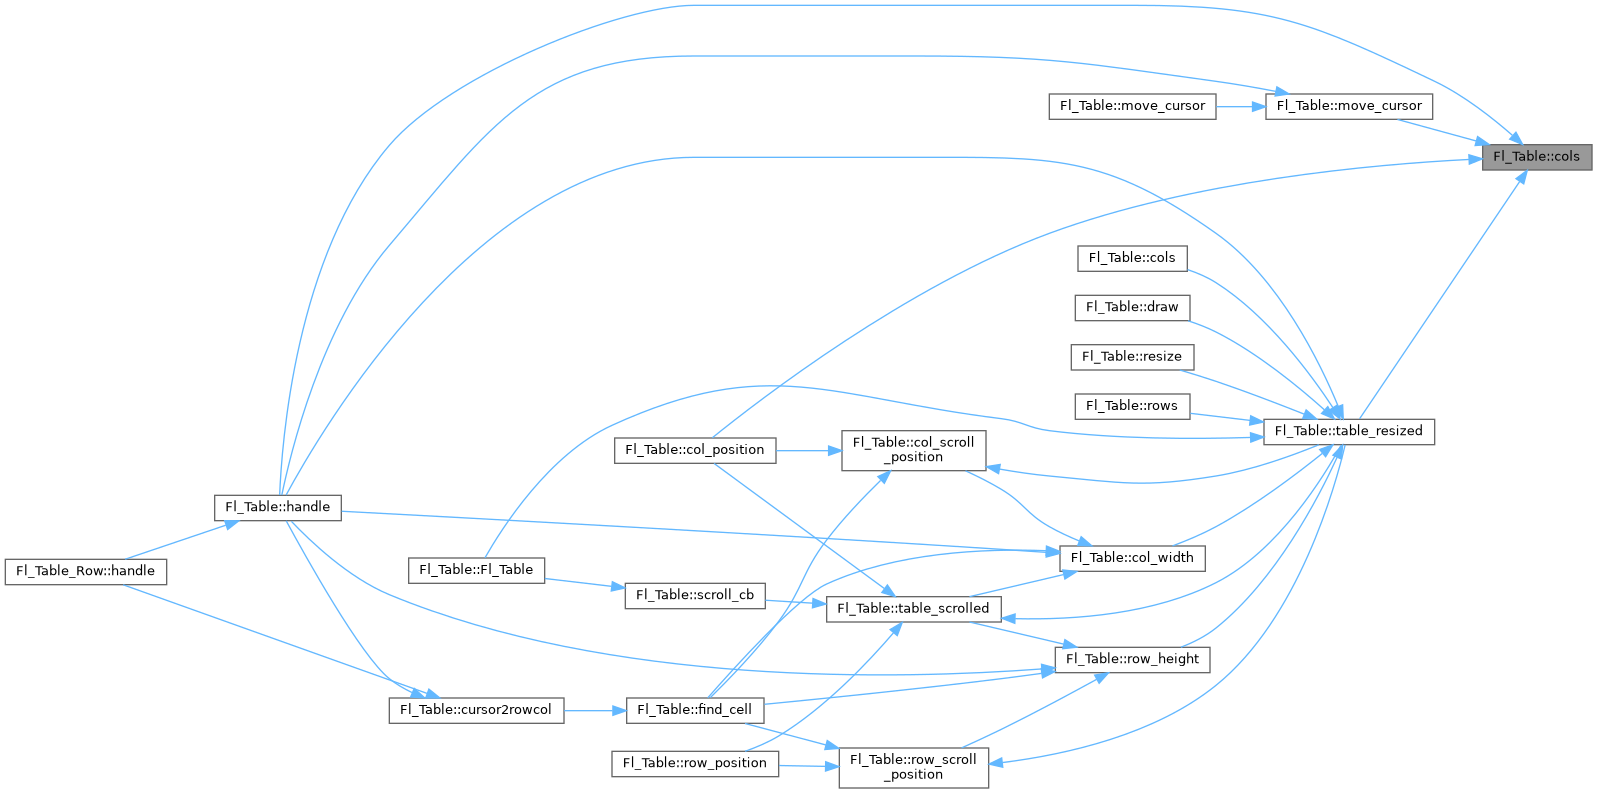 Fl_Table::move_cursor
Fl_Table::move_cursor
Fl_Table::cols
Fl_Table::cols
Fl_Table::draw
Fl_Table::resize
Fl_Table::rows
Fl_Table::table_resized
Fl_Table::col_position
Fl_Table::col_scroll
_position
Fl_Table::handle
Fl_Table_Row::handle
Fl_Table::Fl_Table
Fl_Table::col_width
Fl_Table::scroll_cb
Fl_Table::table_scrolled
Fl_Table::row_height
Fl_Table::cursor2rowcol
Fl_Table::find_cell
Fl_Table::row_position
Fl_Table::row_scroll
_position